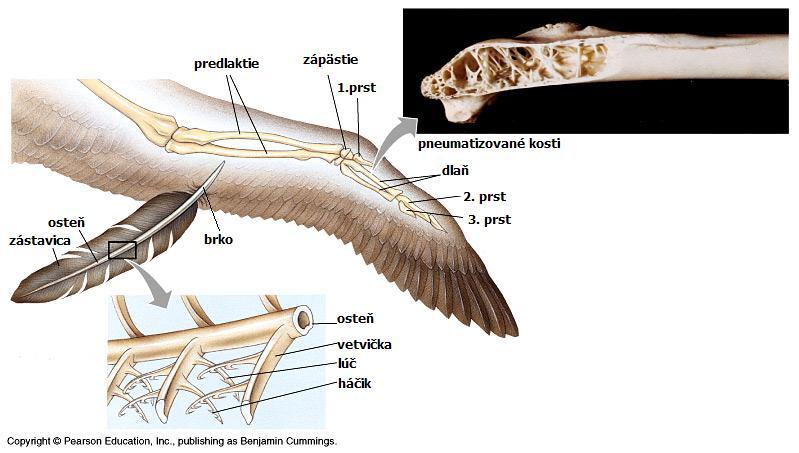 predlaktie
zápästie
1.prst
pneumatizované kosti
dlaň
2. prst
3. prst
osteň
zástavica
brko
osteň
vetvička
lúč
háčik
Copyright © Pearson Education, Inc., publishing as Benjamin Cummings.